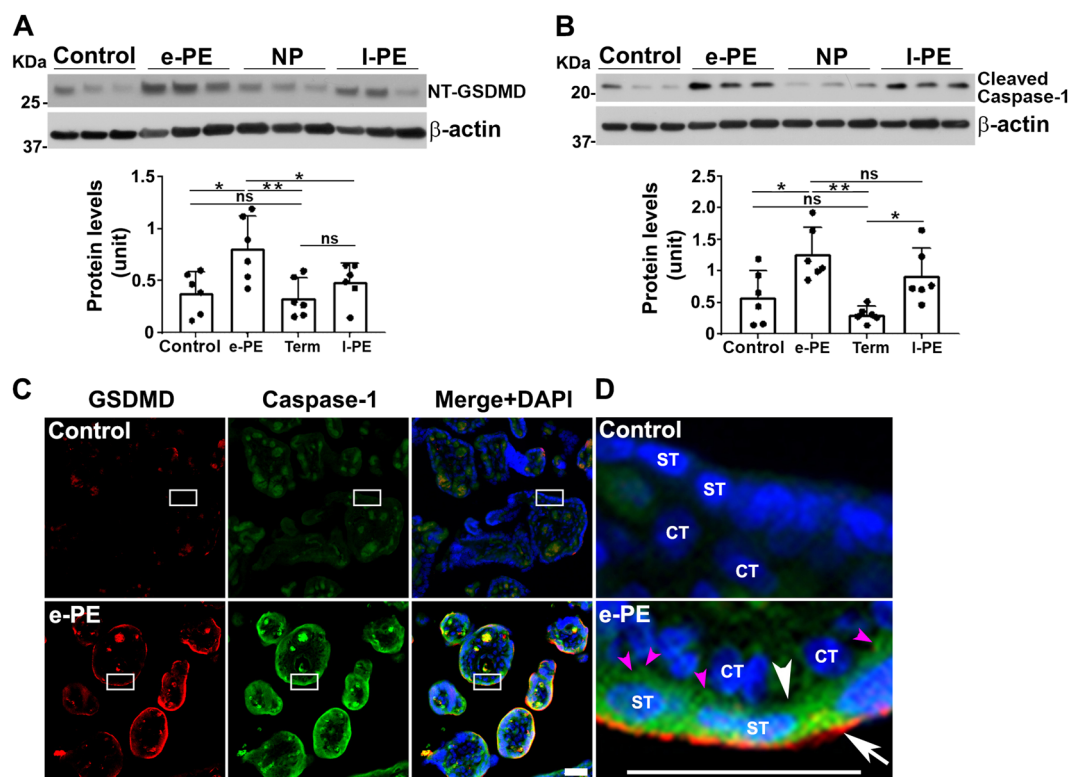 A
Control e-PE NP l-PE
KDa
NT-GSDMD
25-
β-actin
37-
Protein levels
(unit)
1.5
1
0.5
0
* ** *
ns
ns
Control e-PE Term l-PE
B
Control e-PE NP l-PE
KDa
20-
Cleaved
Caspase-1
β-actin
37-
Protein levels
(unit)
2.5
2.0
1.5
1
0.5
0
ns
* **
ns
*
Control e-PE Term l-PE
C
GSDMD Caspase-1 Merge+DAPI
Control
e-PE
D
Control
ST
ST
CT
CT
e-PE
CT
CT
ST
ST